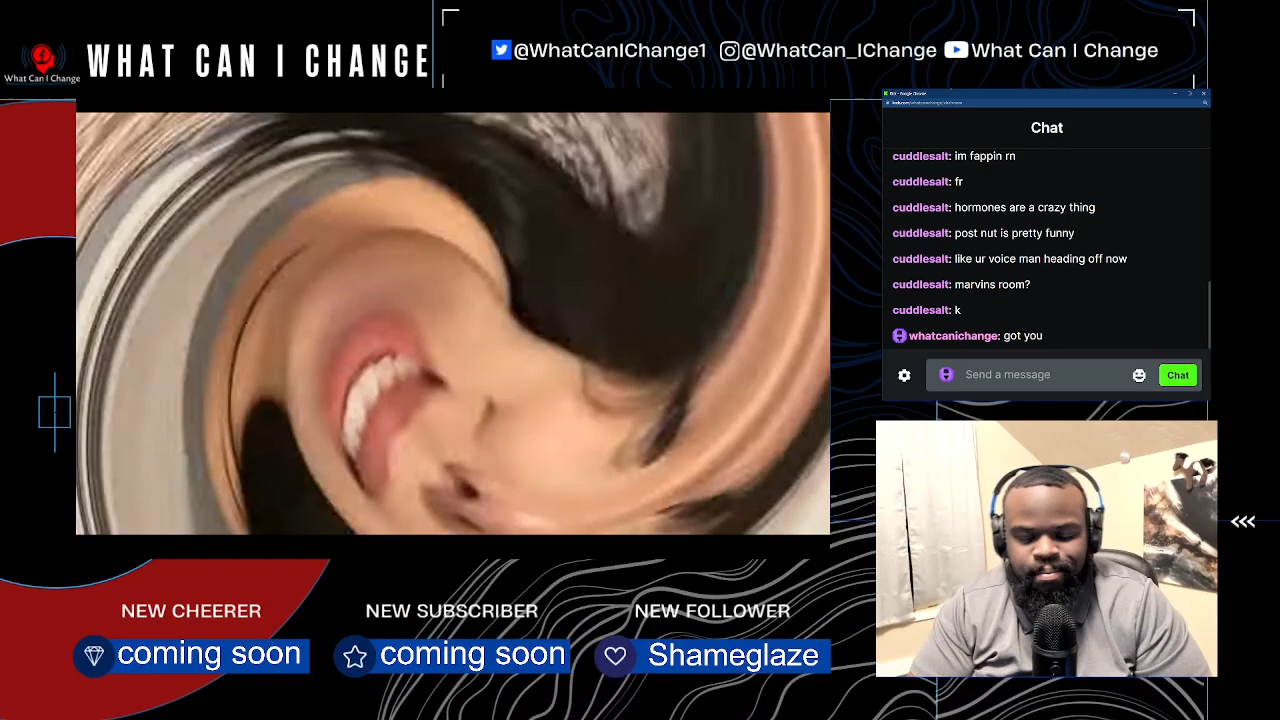 What Can I Change
WHAT CAN I CHANGE
@WhatCanIChange1 @WhatCan_IChange What Can I Change
Chat
cuddlesalt: im fappin rn
cuddlesalt: fr
cuddlesalt: hormones are a crazy thing
cuddlesalt: post nut is pretty funny
cuddlesalt: like ur voice man heading off now
cuddlesalt: marvins room?
cuddlesalt: k
whatcanichange: got you
Send a message
Chat
NEW CHEERER
NEW SUBSCRIBER
NEW FOLLOWER
coming soon
coming soon
Shameglaze